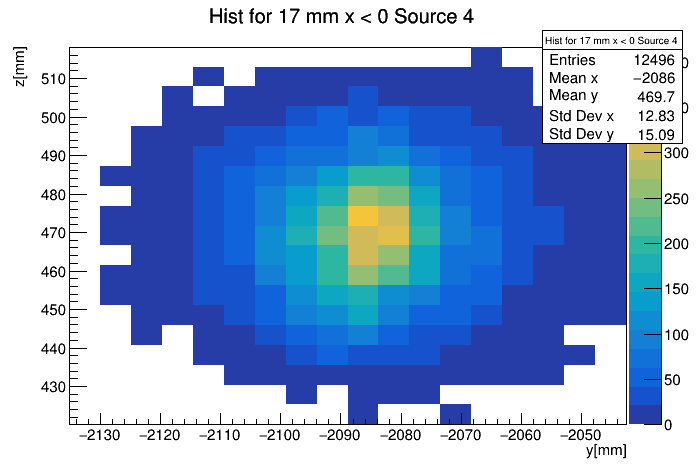 Hist for 17 mm x < 0 Source 4
z[mm]
Hist for 17 mm x < 0 Source 4
Entries 12496
Mean x −2086
Mean y 469.7
Std Dev x 12.83
Std Dev y 15.09
510
500
490
480
470
460
450
440
430
0
0
300
250
200
150
100
50
0
−2130 −2120 −2110 −2100 −2090 −2080 −2070 −2060 −2050
y[mm]